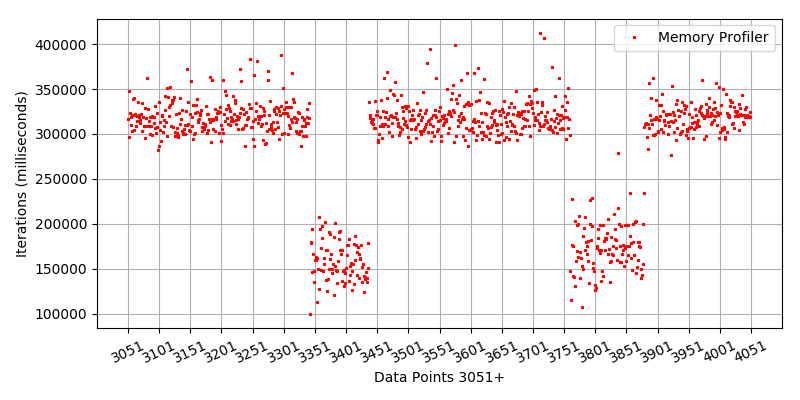 Memory Profiler
400000
350000
300000
250000
200000
150000
100000
Iterations (milliseconds)
3051 3101 3151 3201 3251 3301 3351 3401 3451 3501 3551 3601 3651 3701 3751 3801 3851 3901 3951 4001 4051
Data Points 3051+